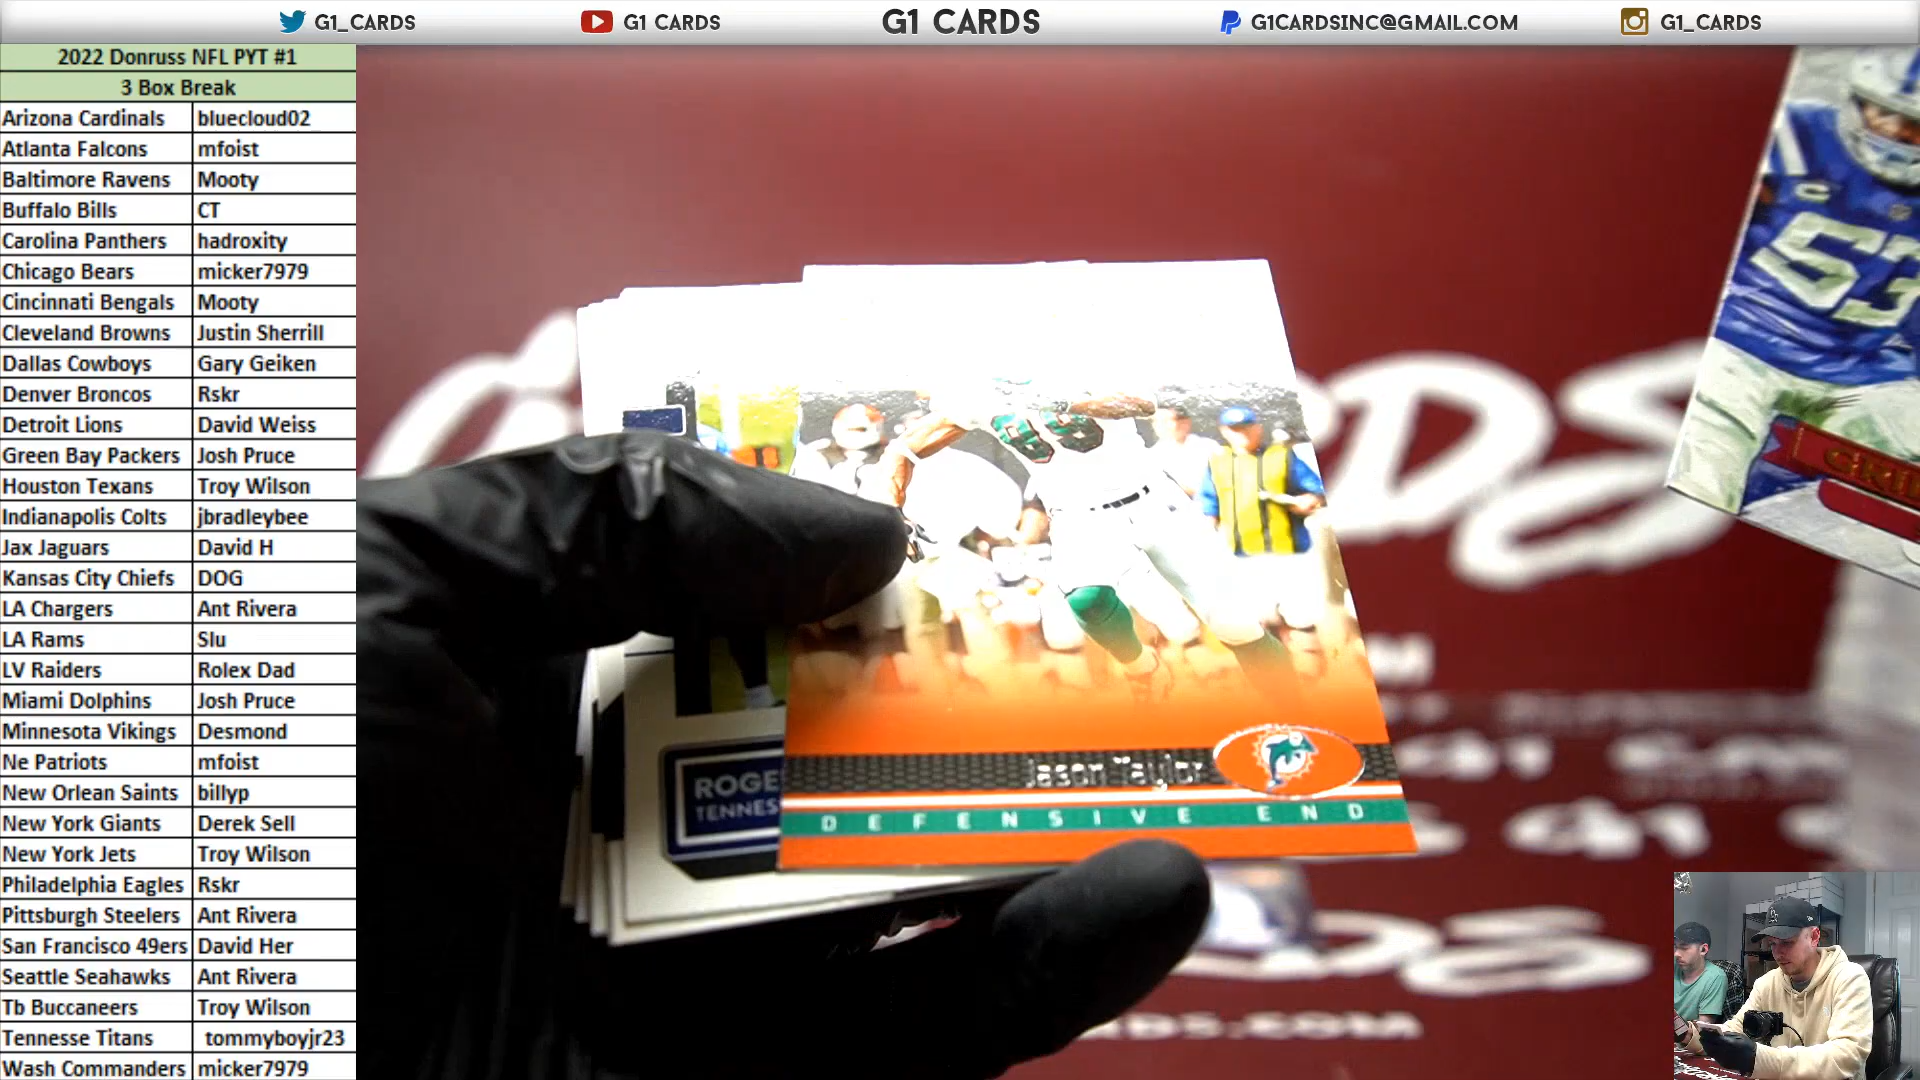 G1_CARDS
G1 CARDS
G1 CARDS
G1CARDSINC@GMAIL.COM
G1_CARDS
2022 Donruss NFL PYT #1
3 Box Break
Arizona Cardinals bluecloud02
Atlanta Falcons mfoist
Baltimore Ravens Mooty
Buffalo Bills CT
Carolina Panthers hadroxity
Chicago Bears micker7979
Cincinnati Bengals Mooty
Cleveland Browns Justin Sherrill
Dallas Cowboys Gary Geiken
Denver Broncos Rskr
Detroit Lions David Weiss
Green Bay Packers Josh Pruce
Houston Texans Troy Wilson
Indianapolis Colts jbradleybee
Jax Jaguars David H
Kansas City Chiefs DOG
LA Chargers Ant Rivera
LA Rams Slu
LV Raiders Rolex Dad
Miami Dolphins Josh Pruce
Minnesota Vikings Desmond
Ne Patriots mfoist
New Orlean Saints billyp
New York Giants Derek Sell
New York Jets Troy Wilson
Philadelphia Eagles Rskr
Pittsburgh Steelers Ant Rivera
San Francisco 49ers David Her
Seattle Seahawks Ant Rivera
Tb Buccaneers Troy Wilson
Tennesse Titans tommyboyjr23
Wash Commanders micker7979
53
GRI
Jason Taylor
DEFENSIVE END
ROGE
TENNES